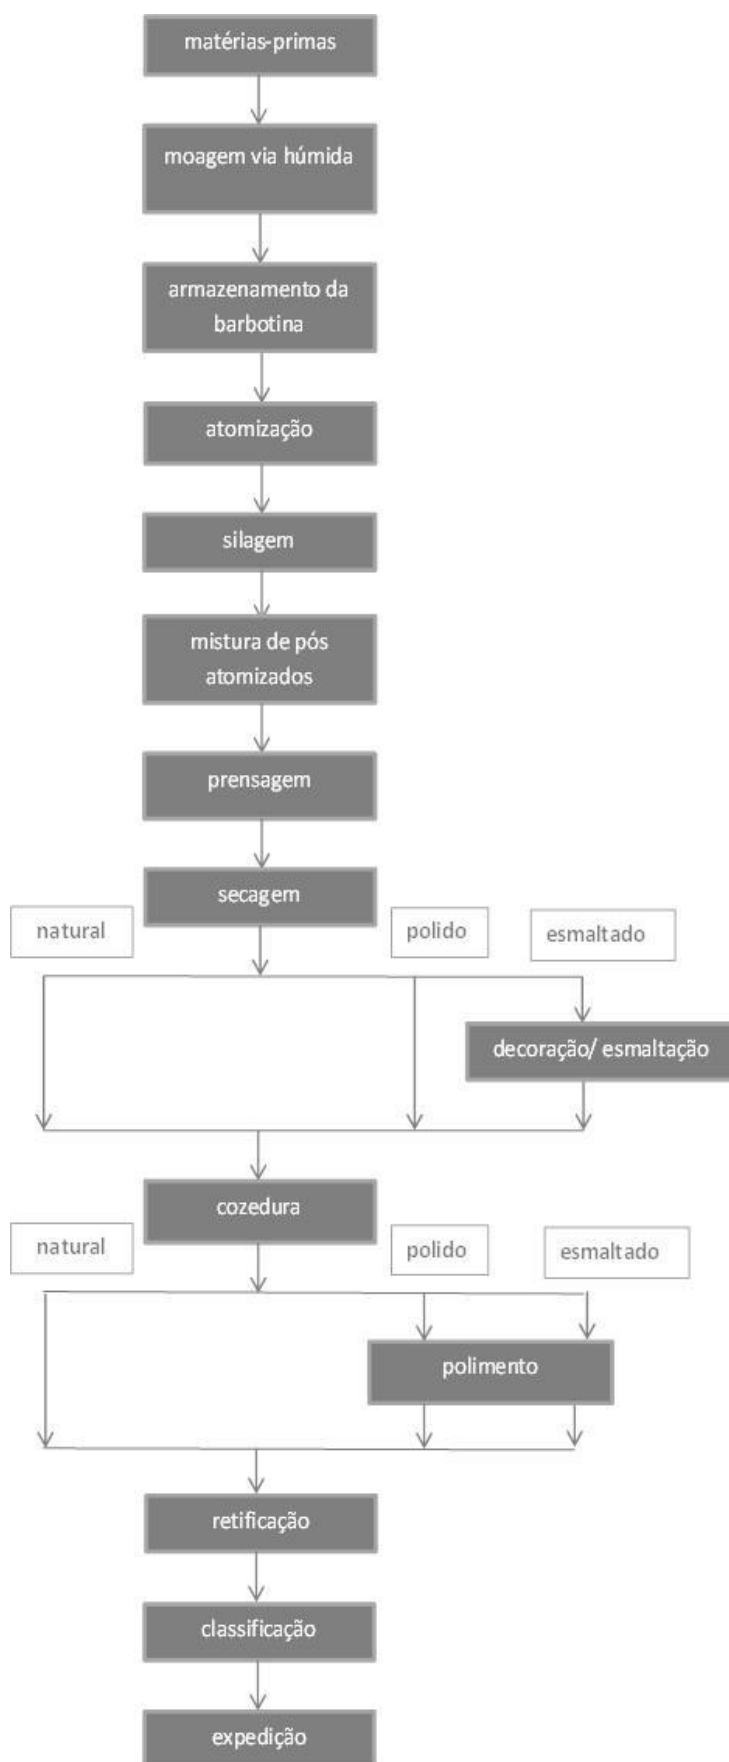 matérias-primas
moagem via húmida
armazenamento da
barbotina
atomização
silagem
mistura de pós
atomizados
prensagem
secagem
natural
polido
esmaltado
decoração/ esmaltação
cozedura
natural
polido
esmaltado
polimento
retificação
classificação
expedição